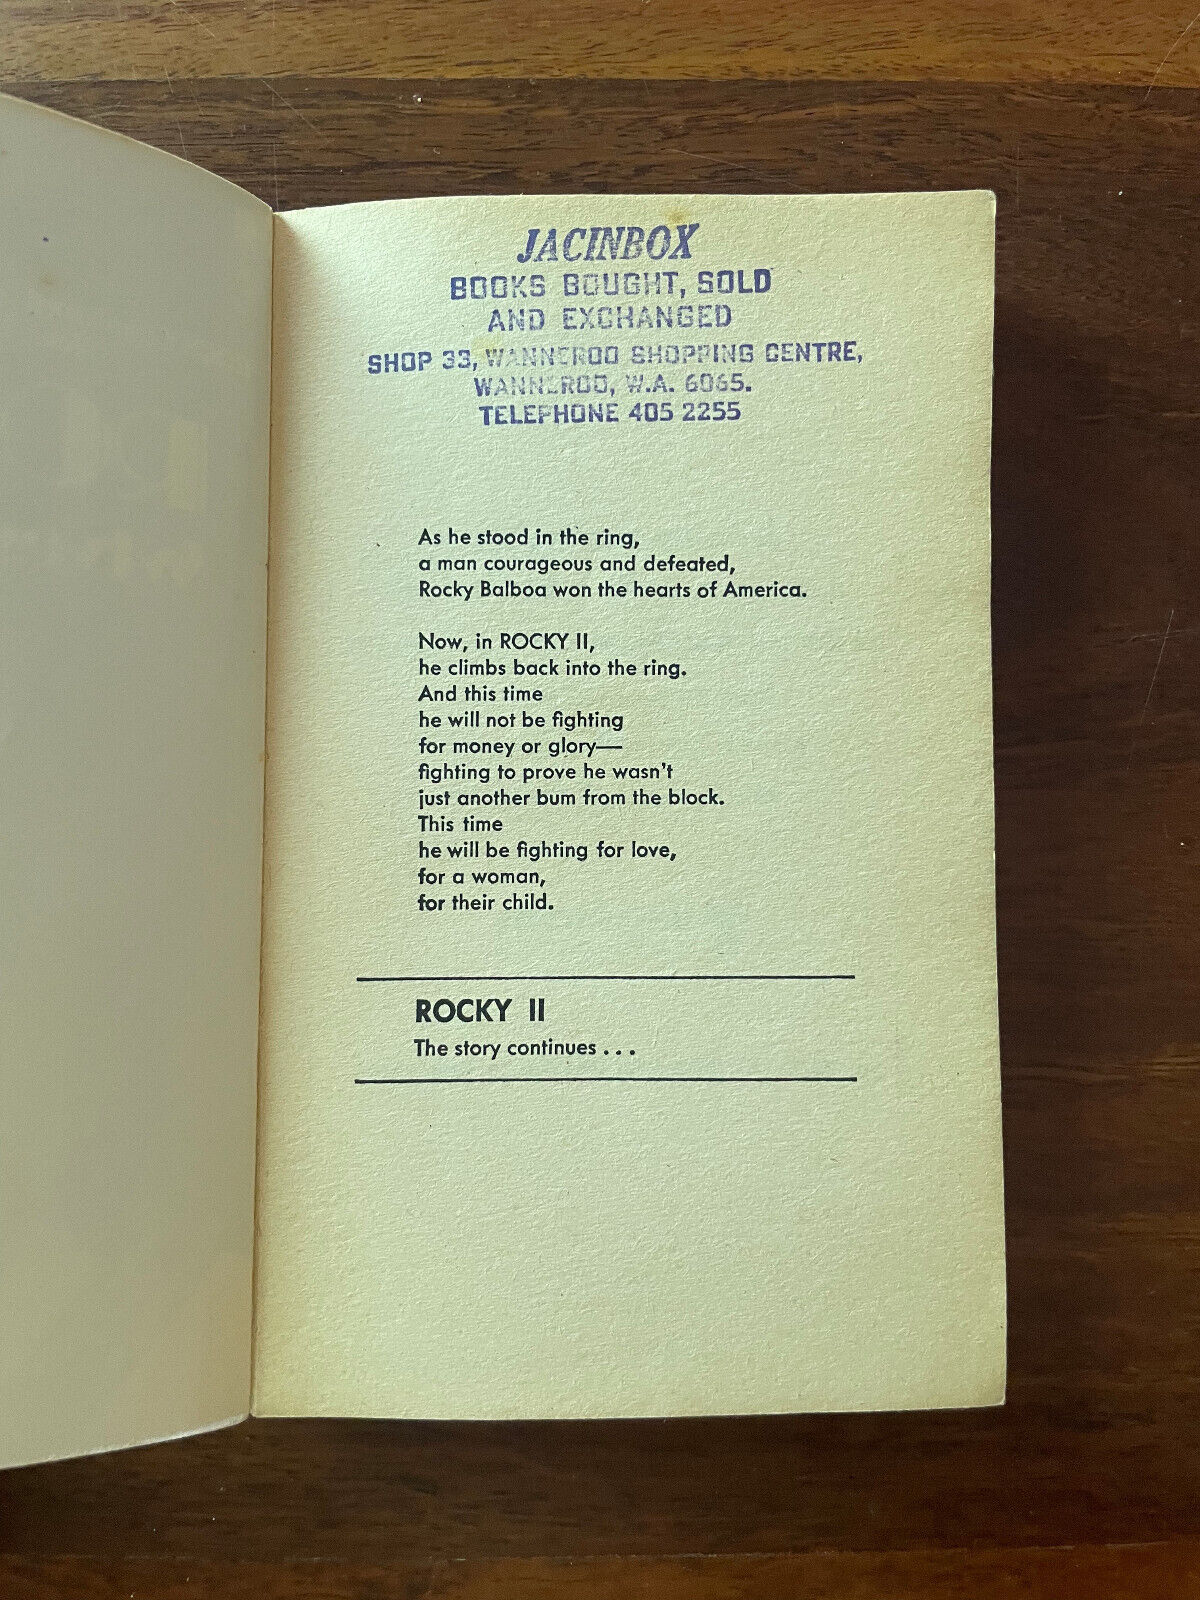 JACINBOX
BOOKS BOUGHT, SOLD
AND EXCHANGED
SHOP 33, WANNEROO SHOPPING CENTRE,
WANNEROO, W.A. 6065.
TELEPHONE 405 2255
As he stood in the ring,
a man courageous and defeated,
Rocky Balboa won the hearts of America.
Now, in ROCKY II,
he climbs back into the ring.
And this time
he will not be fighting
for money or glory—
fighting to prove he wasn't
just another bum from the block.
This time
he will be fighting for love,
for a woman,
for their child.
ROCKY II
The story continues . . .